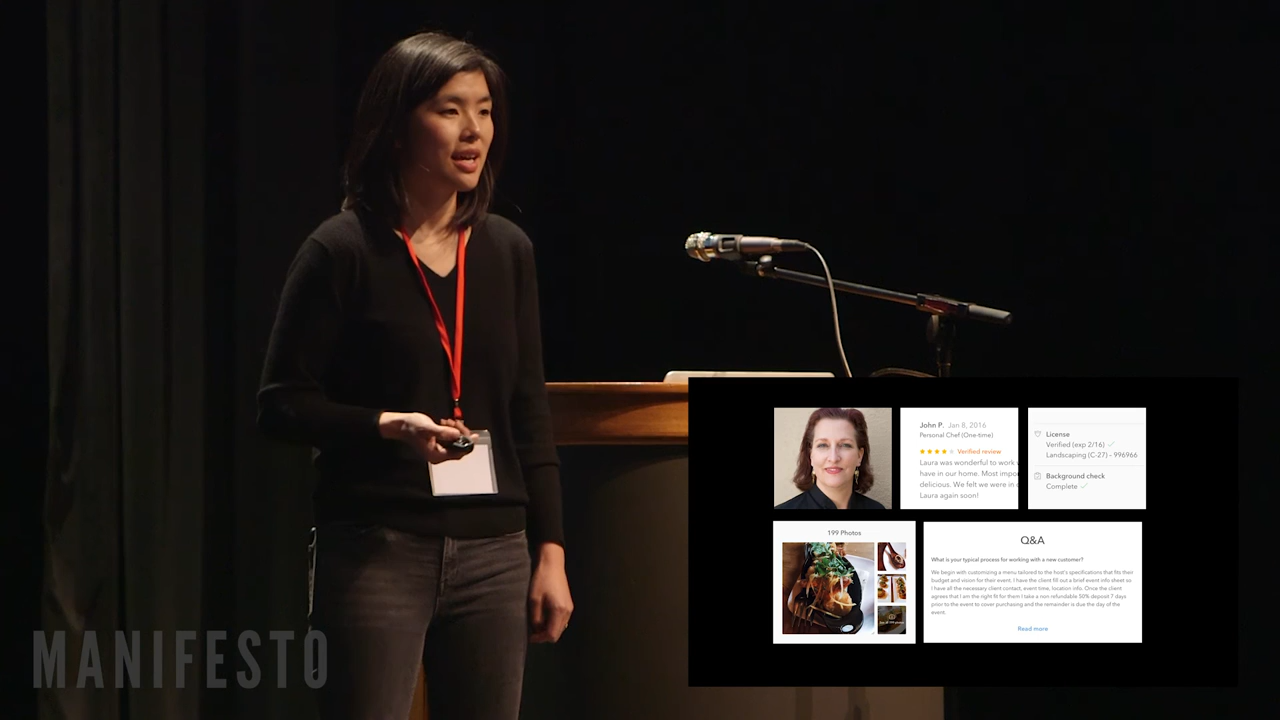 John P. Jan 8, 2016
Personal Chef (One-time)
Verified review
Laura was wonderful to work
have in our home. Most impo
delicious. We felt we were in
Laura again soon!
License
Verified (exp 2/16)
Landscaping (C-27) - 996966
Background check
Complete
199 Photos
Q&A
What is your typical process for working with a new customer?
We begin with customizing a menu tailored to the host's specifications that fits their
budget and vision for their event. I have the client fill out a brief event info sheet so
I have all the necessary client contact, event time, location info. Once the client
agrees that I am the right fit for them I take a non refundable 50% deposit 7 days
prior to the event to cover purchasing and the remainder is due the day of the
event.
Read more
MANIFESTO